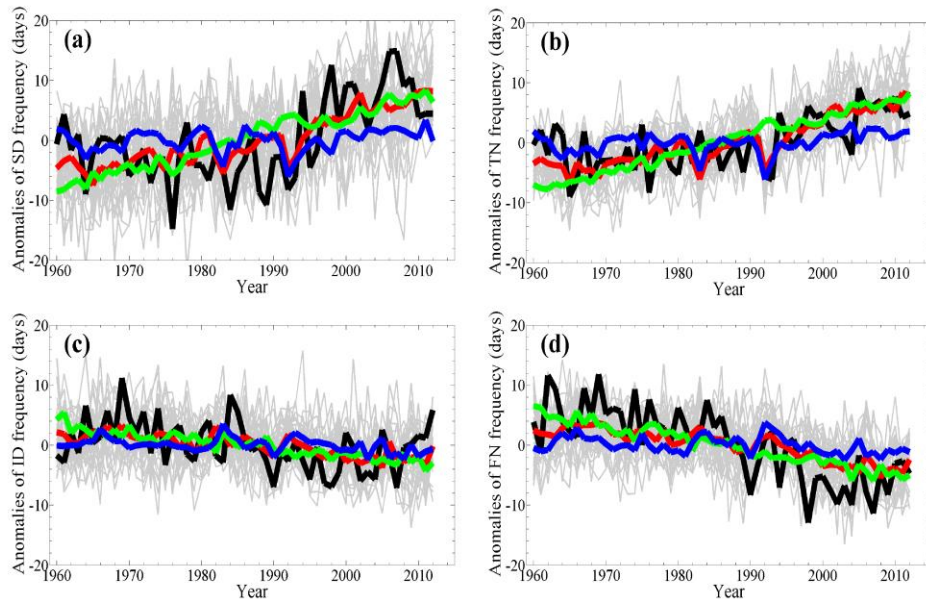 Anomalies of SD frequency (days)
20
10
0
-10
-20
(a)
1960 1970 1980 1990 2000 2010
Year
Anomalies of TN frequency (days)
20
10
0
-10
-20
(b)
1960 1970 1980 1990 2000 2010
Year
Anomalies of ID frequency (days)
20
10
0
-10
-20
(c)
1960 1970 1980 1990 2000 2010
Year
Anomalies of FN frequency (days)
20
10
0
-10
-20
(d)
1960 1970 1980 1990 2000 2010
Year